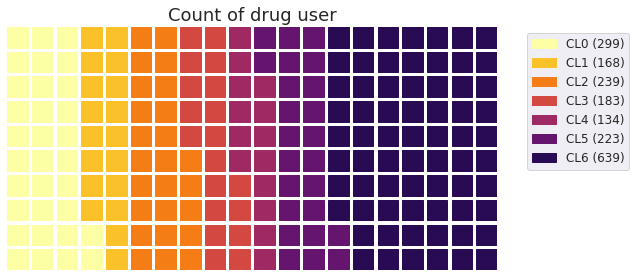 Count of drug user
CL0 (299)
CL1 (168)
CL2 (239)
CL3 (183)
CL4 (134)
CL5 (223)
CL6 (639)